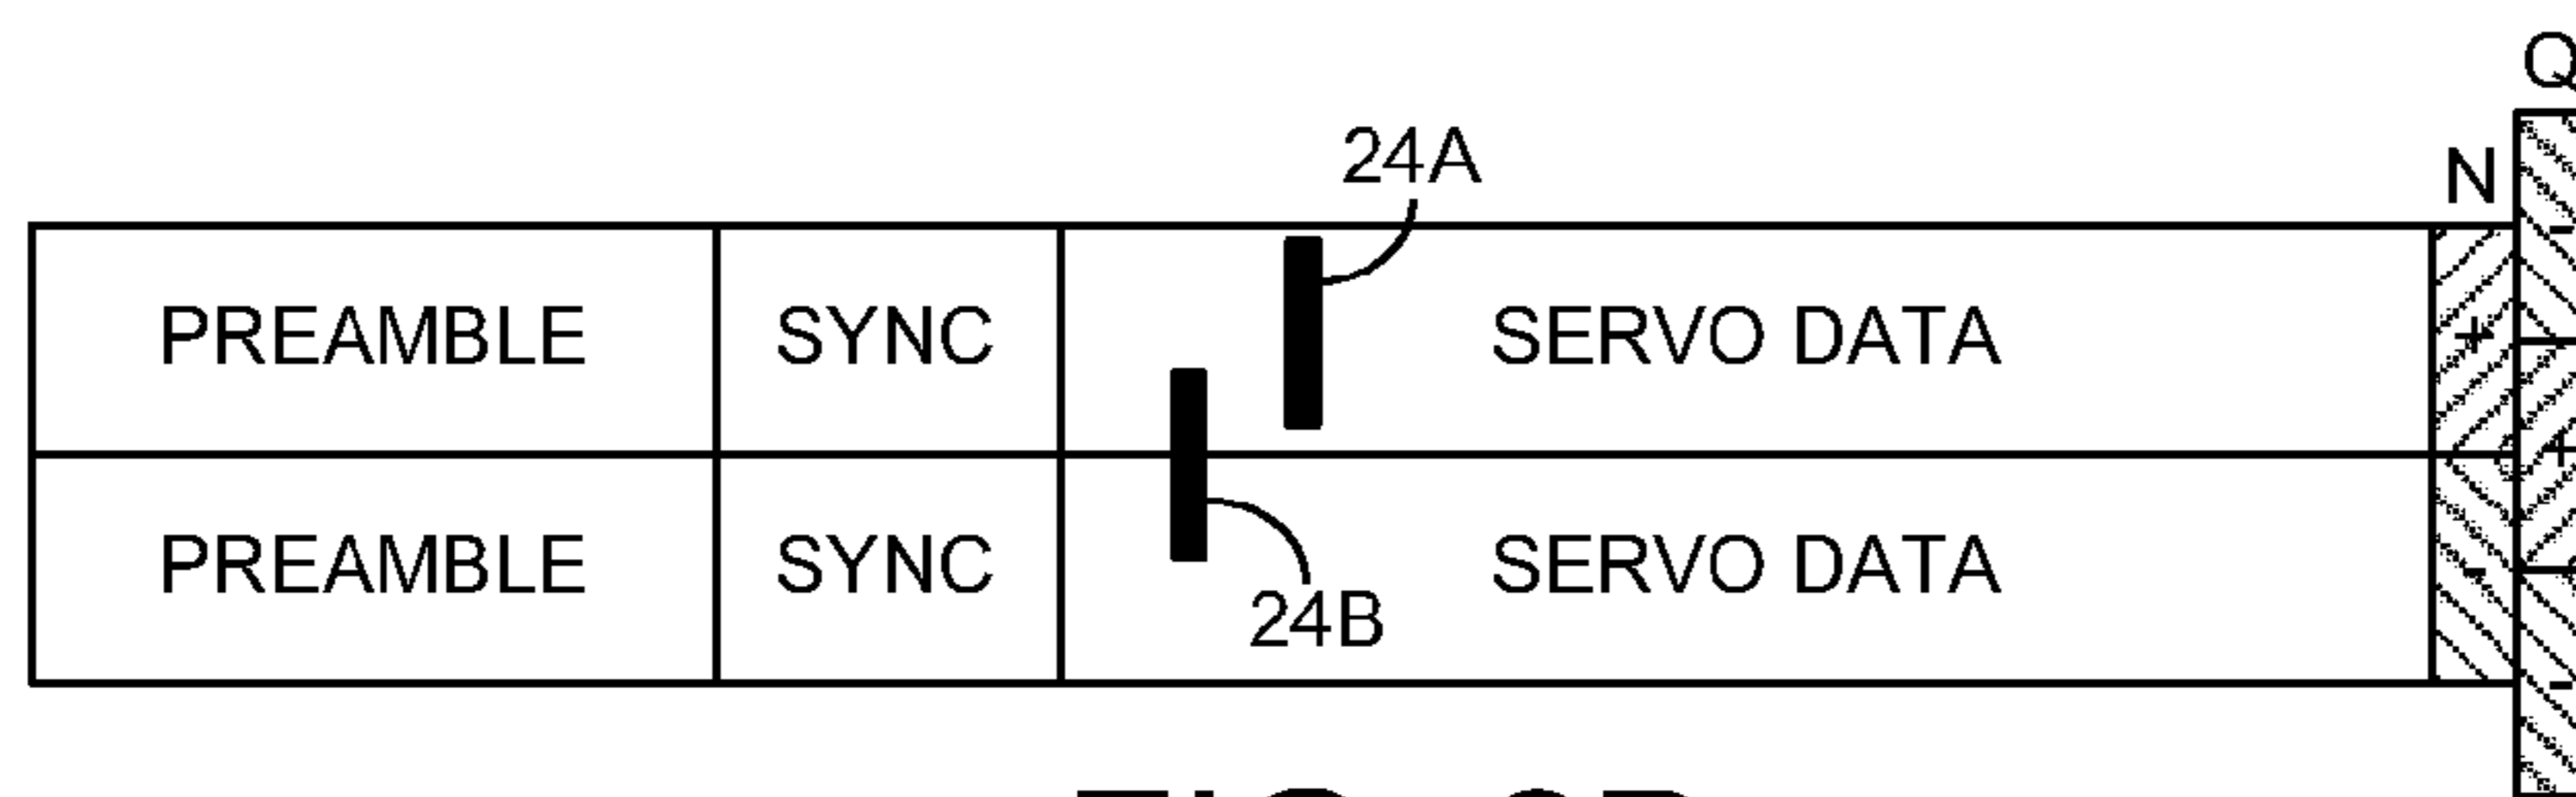 Q
24A
N
PREAMBLE SYNC SERVO DATA
+
-
PREAMBLE SYNC SERVO DATA
+
-
24B
-